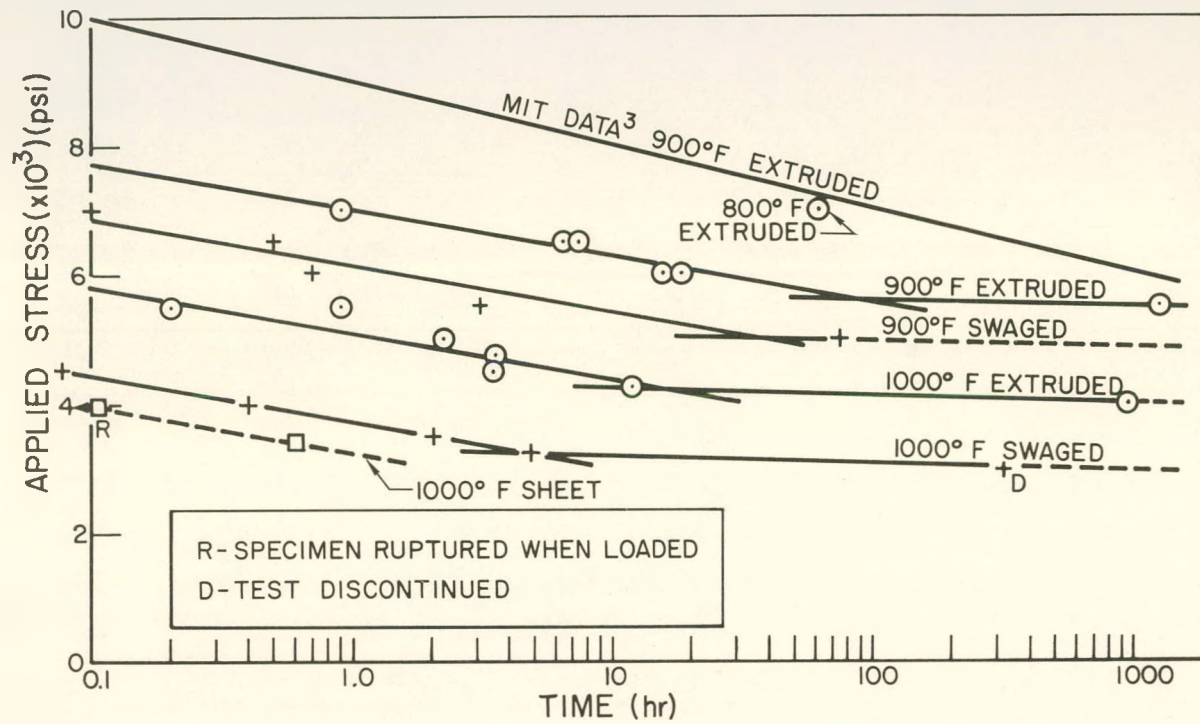 10
MIT DATA³ 900°F EXTRUDED
8
800°F
EXTRUDED
6
900°F EXTRUDED
900°F SWAGED
1000°F EXTRUDED
4
R
1000°F SWAGED
D
1000°F SHEET
2
R-SPECIMEN RUPTURED WHEN LOADED
D-TEST DISCONTINUED
0
0.1
1.0
10
100
1000
TIME (hr)
APPLIED STRESS (x10³)(psi)